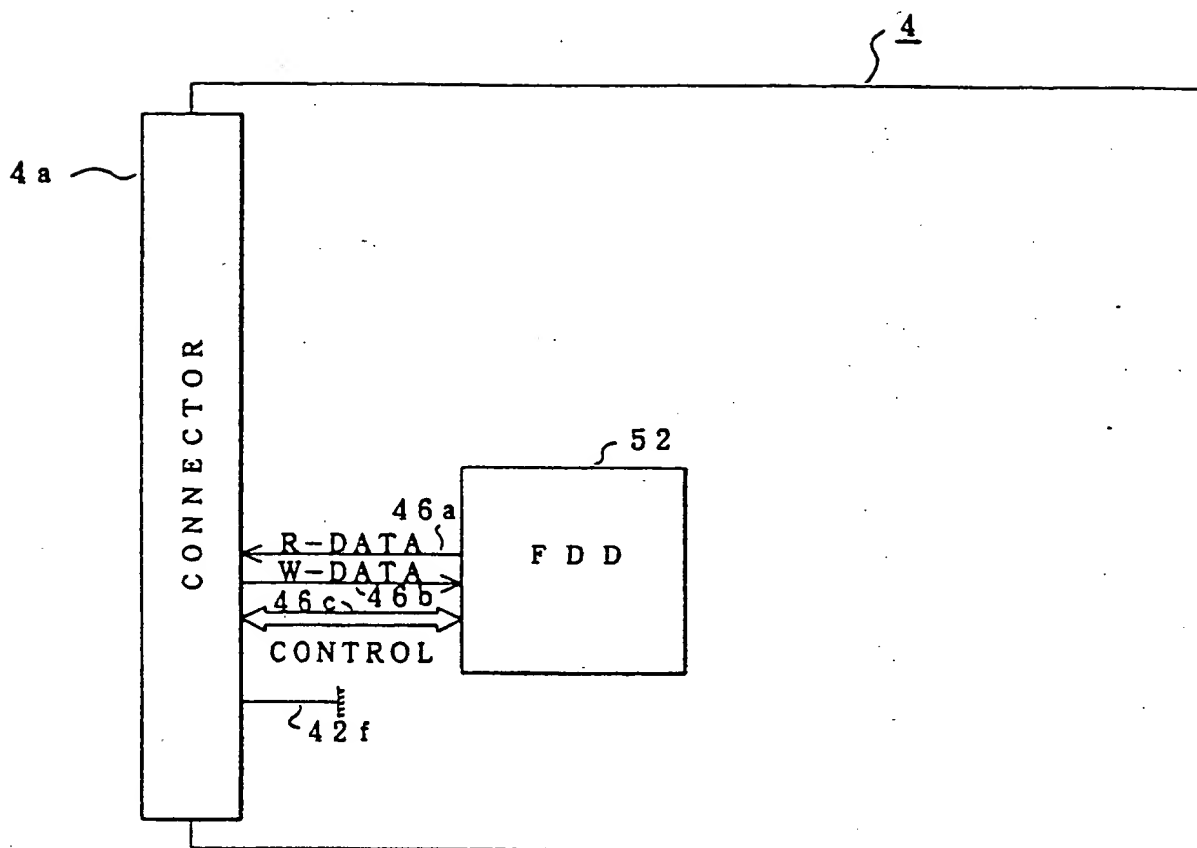 4
4a
CONNECTOR
52
46a
R-DATA
FDD
W-DATA
46b
46c
CONTROL
42f